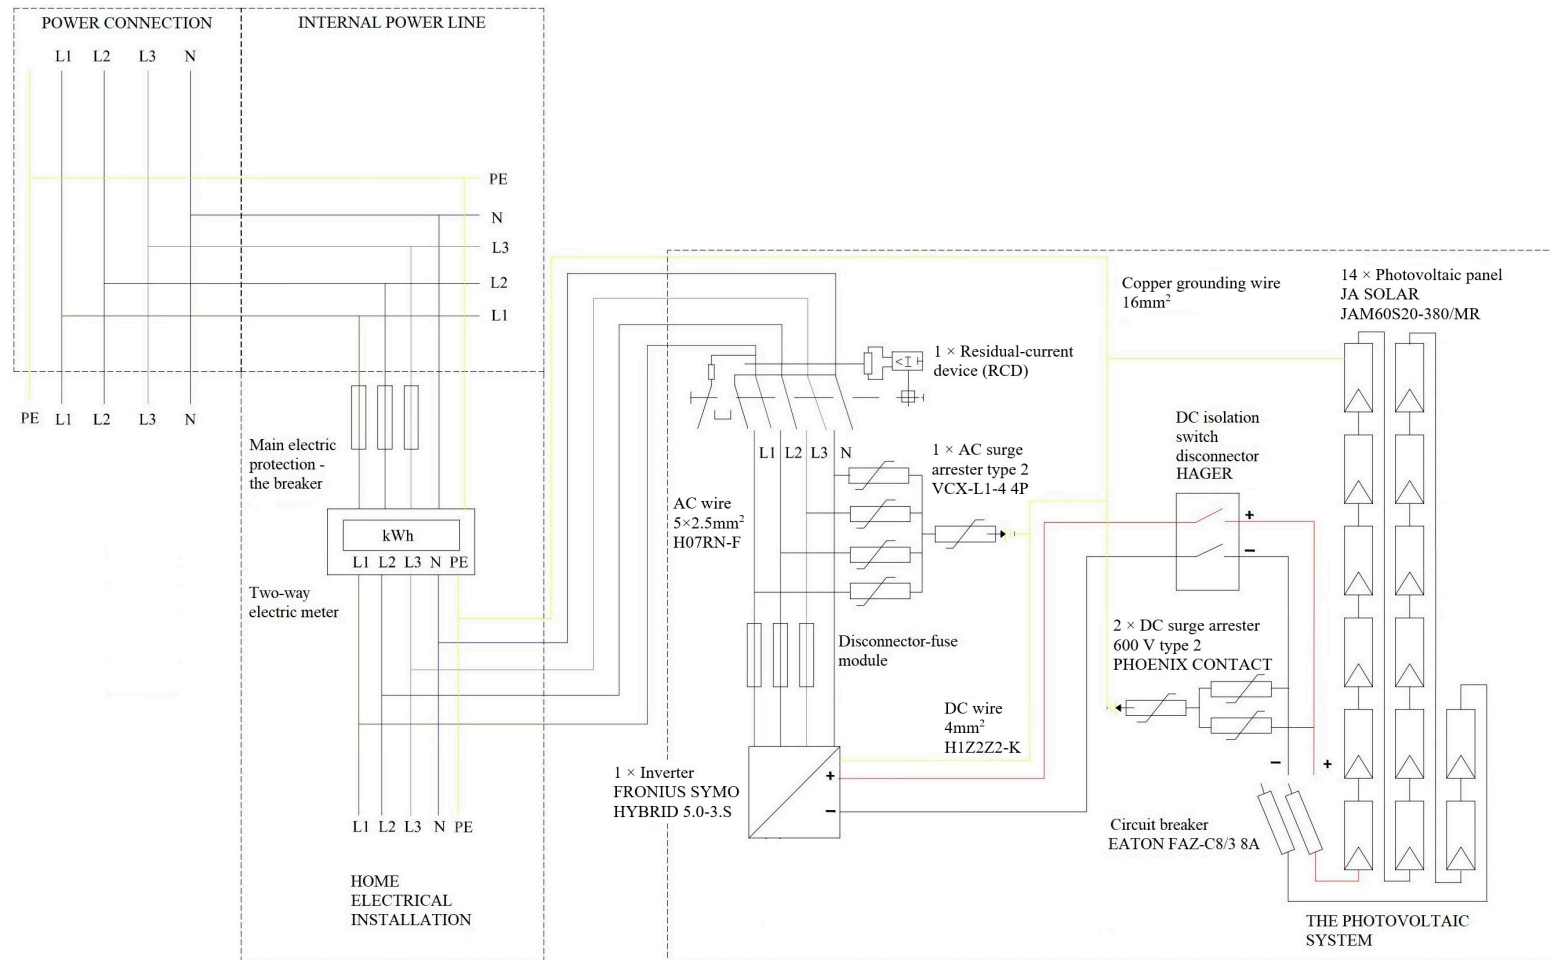 POWER CONNECTION
INTERNAL POWER LINE
L1 L2 L3 N
PE
N
L3
L2
L1
PE L1 L2 L3 N
Main electric
protection -
the breaker
kWh
L1 L2 L3 N PE
Two-way
electric meter
L1 L2 L3 N PE
HOME
ELECTRICAL
INSTALLATION
1 × Residual-current
device (RCD)
<I
L1 L2 L3 N
1 × AC surge
arrester type 2
VCX-L1-4 4P
AC wire
5×2.5mm²
H07RN-F
Disconnector-fuse
module
DC wire
4mm²
H1Z2Z2-K
1 × Inverter
FRONIUS SYMO
HYBRID 5.0-3.S
+
−
Copper grounding wire
16mm²
14 × Photovoltaic panel
JA SOLAR
JAM60S20-380/MR
DC isolation
switch
disconnector
HAGER
+
−
2 × DC surge arrester
600 V type 2
PHOENIX CONTACT
− +
Circuit breaker
EATON FAZ-C8/3 8A
THE PHOTOVOLTAIC
SYSTEM